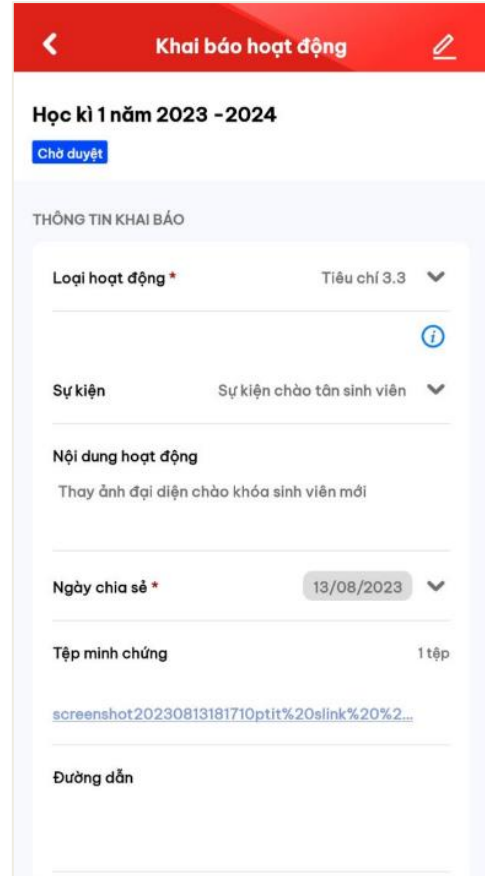 Khai báo hoạt động
Học kì 1 năm 2023 -2024
Chờ duyệt
THÔNG TIN KHAI BÁO
Loại hoạt động * Tiêu chí 3.3
Sự kiện Sự kiện chào tân sinh viên
Nội dung hoạt động
Thay ảnh đại diện chào khóa sinh viên mới
Ngày chia sẻ * 13/08/2023
Tệp minh chứng 1 tệp
screenshot20230813181710ptit%20slink%20%2...
Đường dẫn